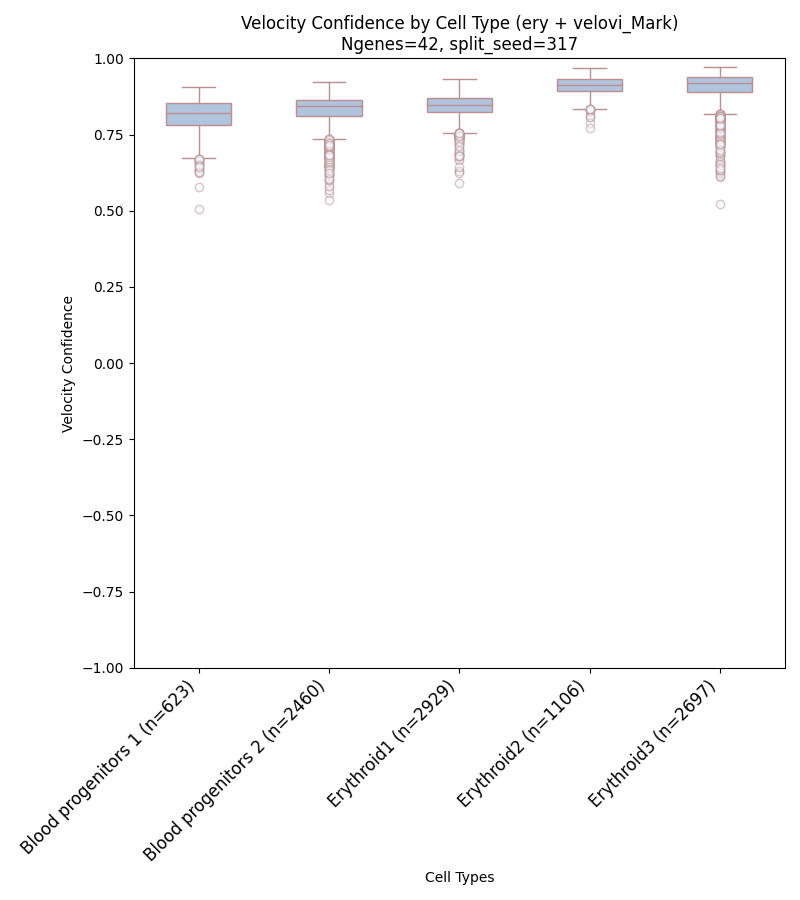 Velocity Confidence by Cell Type (ery + velovi_Mark)
Ngenes=42, split_seed=317
1.00
0.75
0.50
0.25
0.00
−0.25
−0.50
−0.75
−1.00
Velocity Confidence
Blood progenitors 1 (n=623)
Blood progenitors 2 (n=2460)
Erythroid1 (n=2929)
Erythroid2 (n=1106)
Erythroid3 (n=2697)
Cell Types